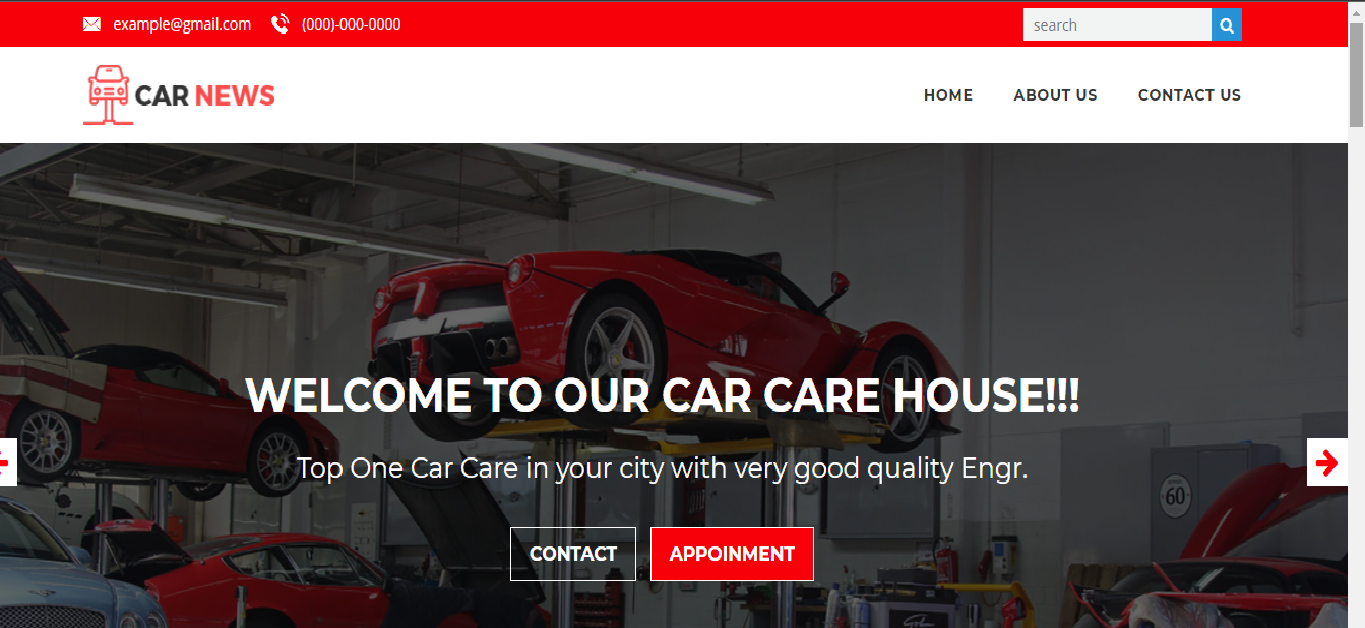 example@gmail.com (000)-000-0000
search
CAR NEWS
HOME ABOUT US CONTACT US
WELCOME TO OUR CAR CARE HOUSE!!!
Top One Car Care in your city with very good quality Engr.
CONTACT APPOINMENT
60